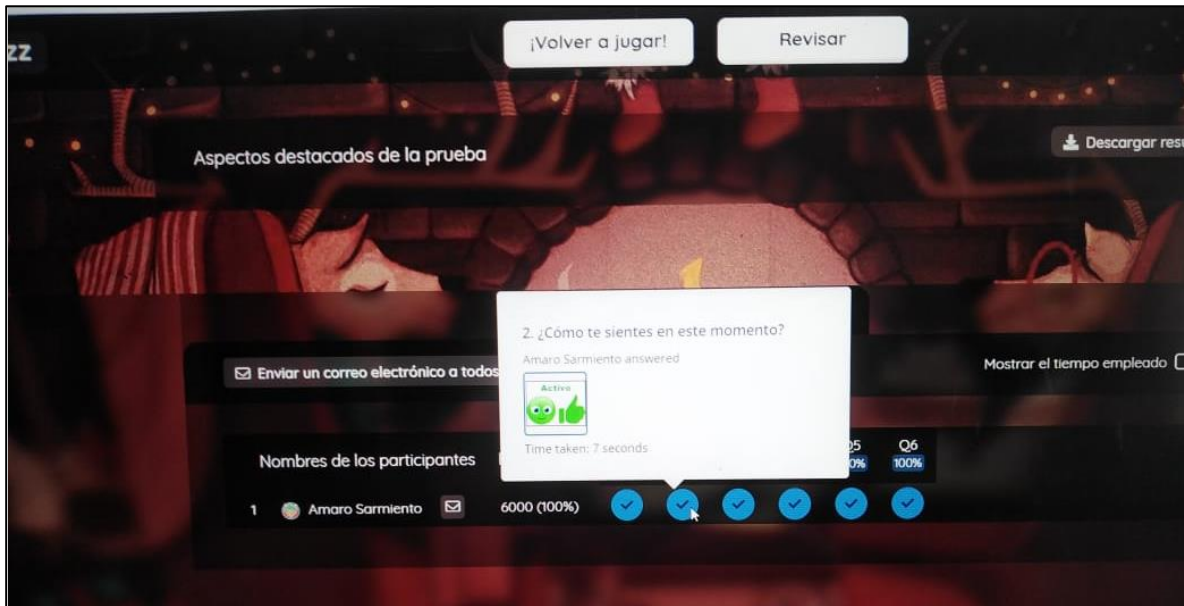 zz
¡Volver a jugar!
Revisar
Aspectos destacados de la prueba
Descargar resu
2. ¿Cómo te sientes en este momento?
Amaro Sarmiento answered
Activo
Time taken: 7 seconds
Enviar un correo electrónico a todos
Mostrar el tiempo empleado
Nombres de los participantes
Q5
Q6
0%
100%
1 Amaro Sarmiento 6000 (100%)